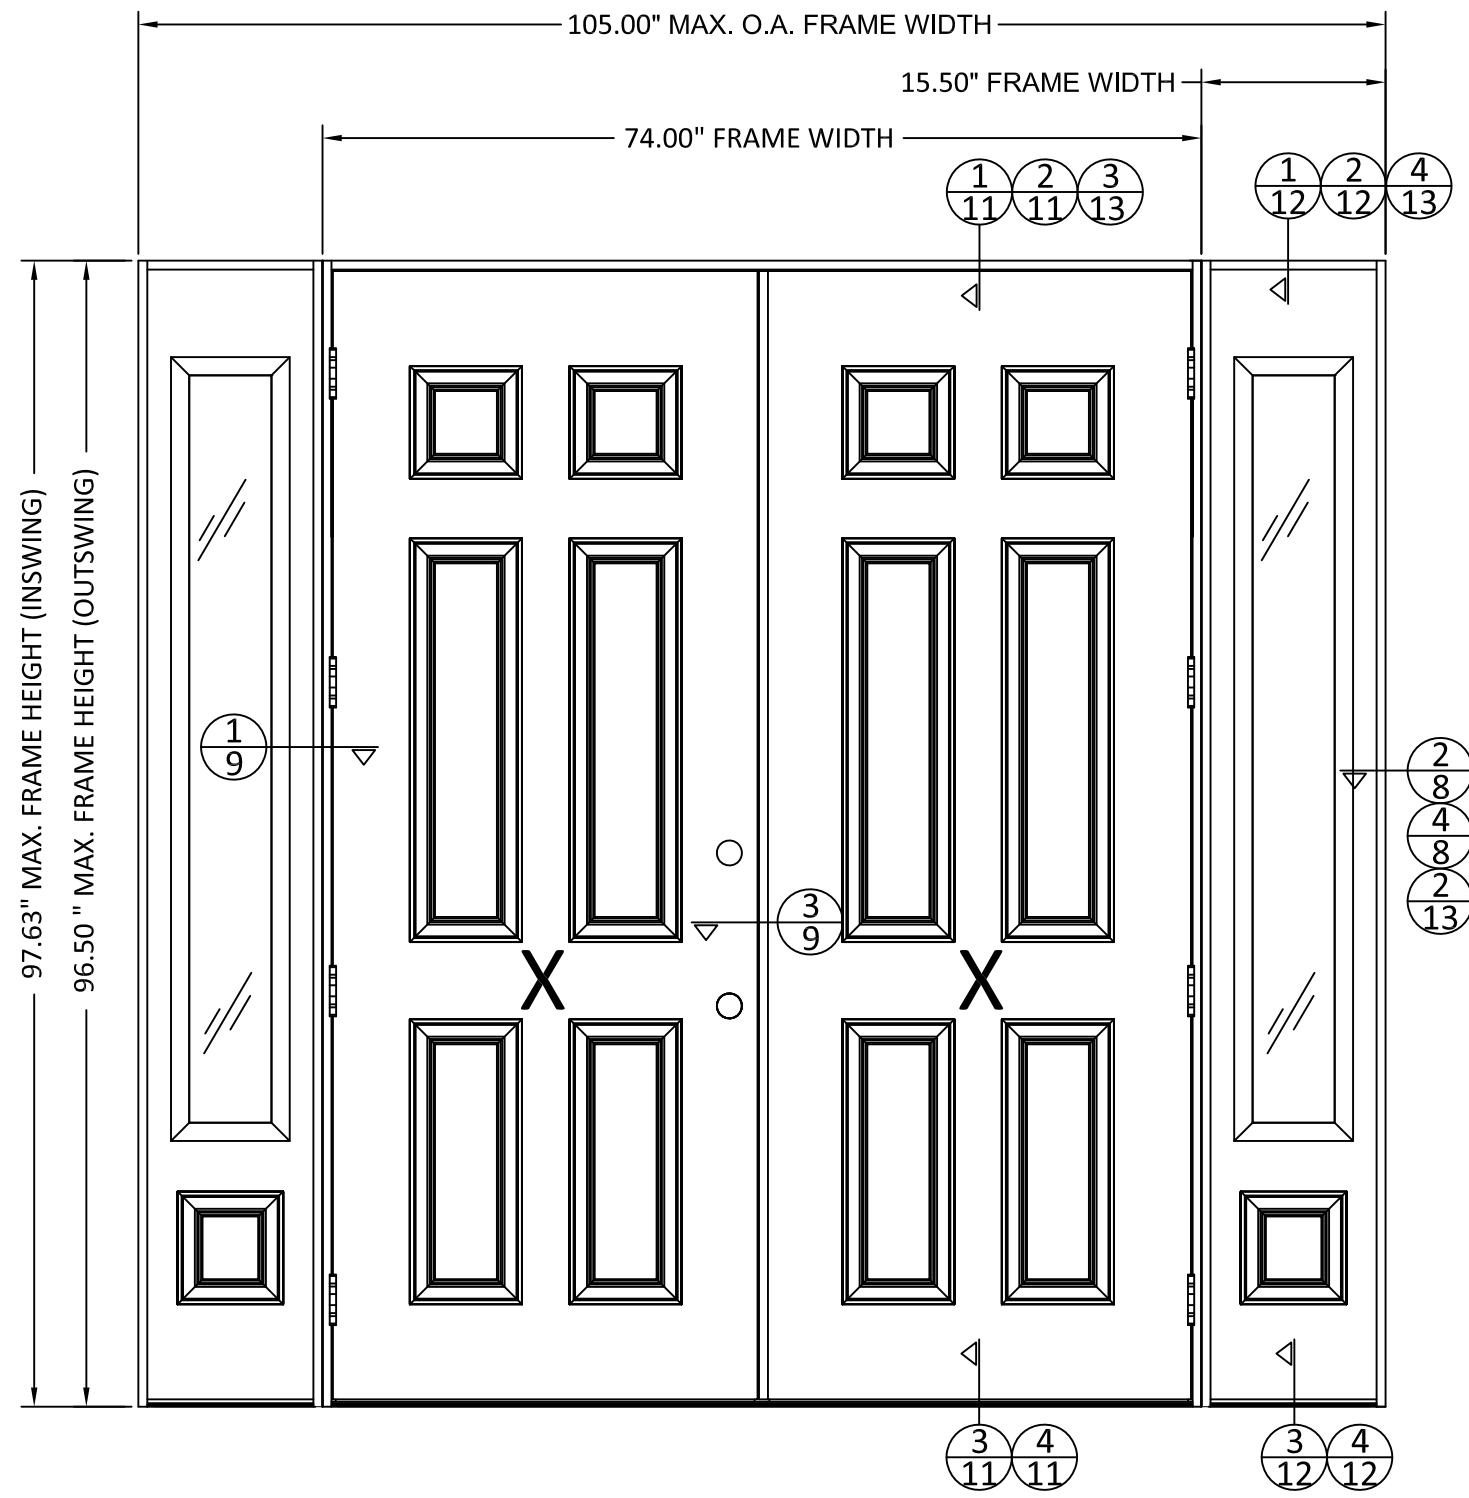 105.00" MAX. O.A. FRAME WIDTH
15.50" FRAME WIDTH
74.00" FRAME WIDTH
1 2 3
11 11 13
1 2 4
12 12 13
97.63" MAX. FRAME HEIGHT (INSWING)
96.50 " MAX. FRAME HEIGHT (OUTSWING)
1
9
2
8
4
8
2
13
3
9
X X
3 4
11 11
3 4
12 12